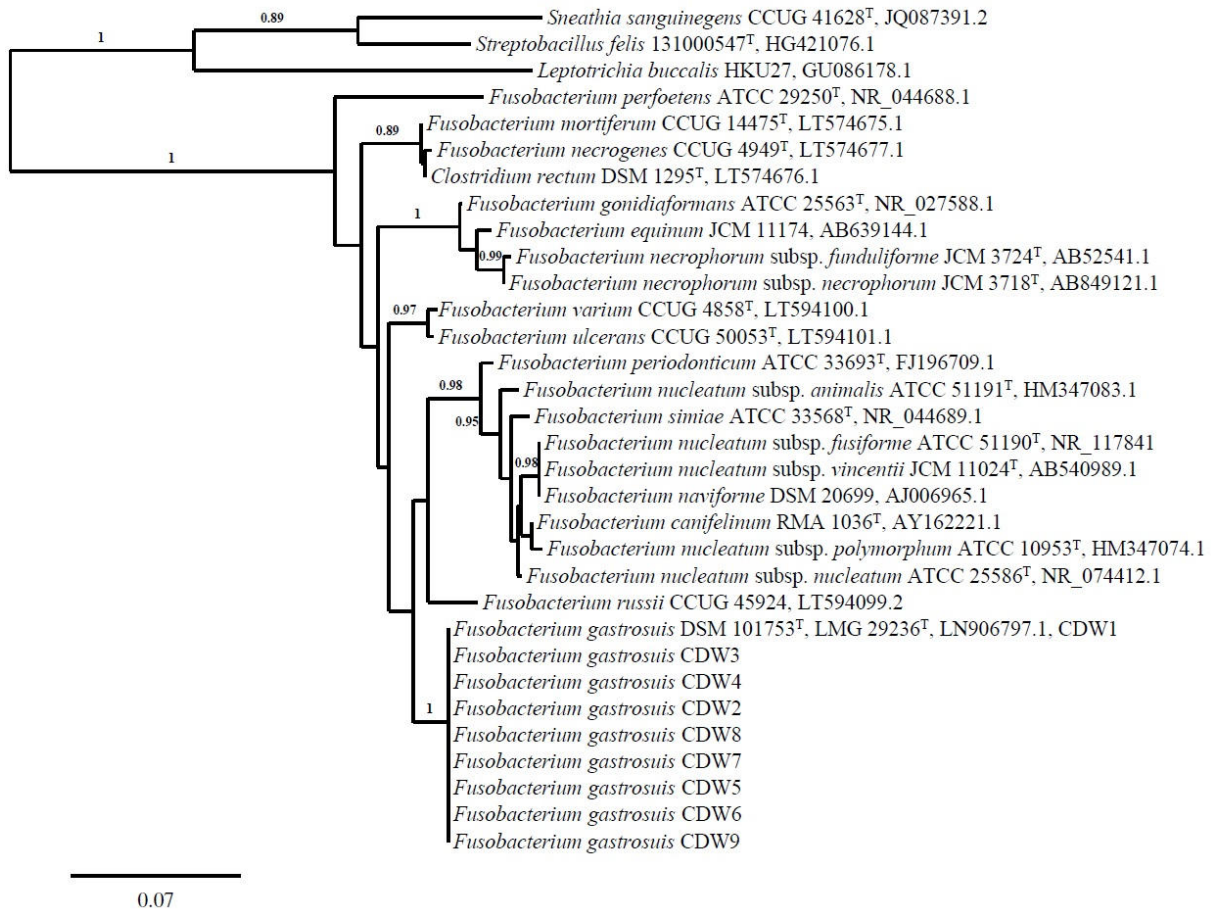 0.89
Sneathia sanguinegens CCUG 41628T, JQ087391.2
1
Streptobacillus felis 131000547T, HG421076.1
Leptotrichia buccalis HKU27, GU086178.1
Fusobacterium perfoetens ATCC 29250T, NR_044688.1
0.89
Fusobacterium mortiferum CCUG 14475T, LT574675.1
1
Fusobacterium necrogenes CCUG 4949T, LT574677.1
Clostridium rectum DSM 1295T, LT574676.1
1
Fusobacterium gonidiaformans ATCC 25563T, NR_027588.1
Fusobacterium equinum JCM 11174, AB639144.1
0.99
Fusobacterium necrophorum subsp. funduliforme JCM 3724T, AB52541.1
Fusobacterium necrophorum subsp. necrophorum JCM 3718T, AB849121.1
0.97
Fusobacterium varium CCUG 4858T, LT594100.1
Fusobacterium ulcerans CCUG 50053T, LT594101.1
Fusobacterium periodonticum ATCC 33693T, FJ196709.1
0.98
Fusobacterium nucleatum subsp. animalis ATCC 51191T, HM347083.1
0.95
Fusobacterium simiae ATCC 33568T, NR_044689.1
Fusobacterium nucleatum subsp. fusiforme ATCC 51190T, NR_117841
0.98
Fusobacterium nucleatum subsp. vincentii JCM 11024T, AB540989.1
Fusobacterium naviforme DSM 20699, AJ006965.1
Fusobacterium canifelinum RMA 1036T, AY162221.1
Fusobacterium nucleatum subsp. polymorphum ATCC 10953T, HM347074.1
Fusobacterium nucleatum subsp. nucleatum ATCC 25586T, NR_074412.1
Fusobacterium russii CCUG 45924, LT594099.2
Fusobacterium gastrosuis DSM 101753T, LMG 29236T, LN906797.1, CDW1
Fusobacterium gastrosuis CDW3
Fusobacterium gastrosuis CDW4
1
Fusobacterium gastrosuis CDW2
Fusobacterium gastrosuis CDW8
Fusobacterium gastrosuis CDW7
Fusobacterium gastrosuis CDW5
Fusobacterium gastrosuis CDW6
Fusobacterium gastrosuis CDW9
0.07